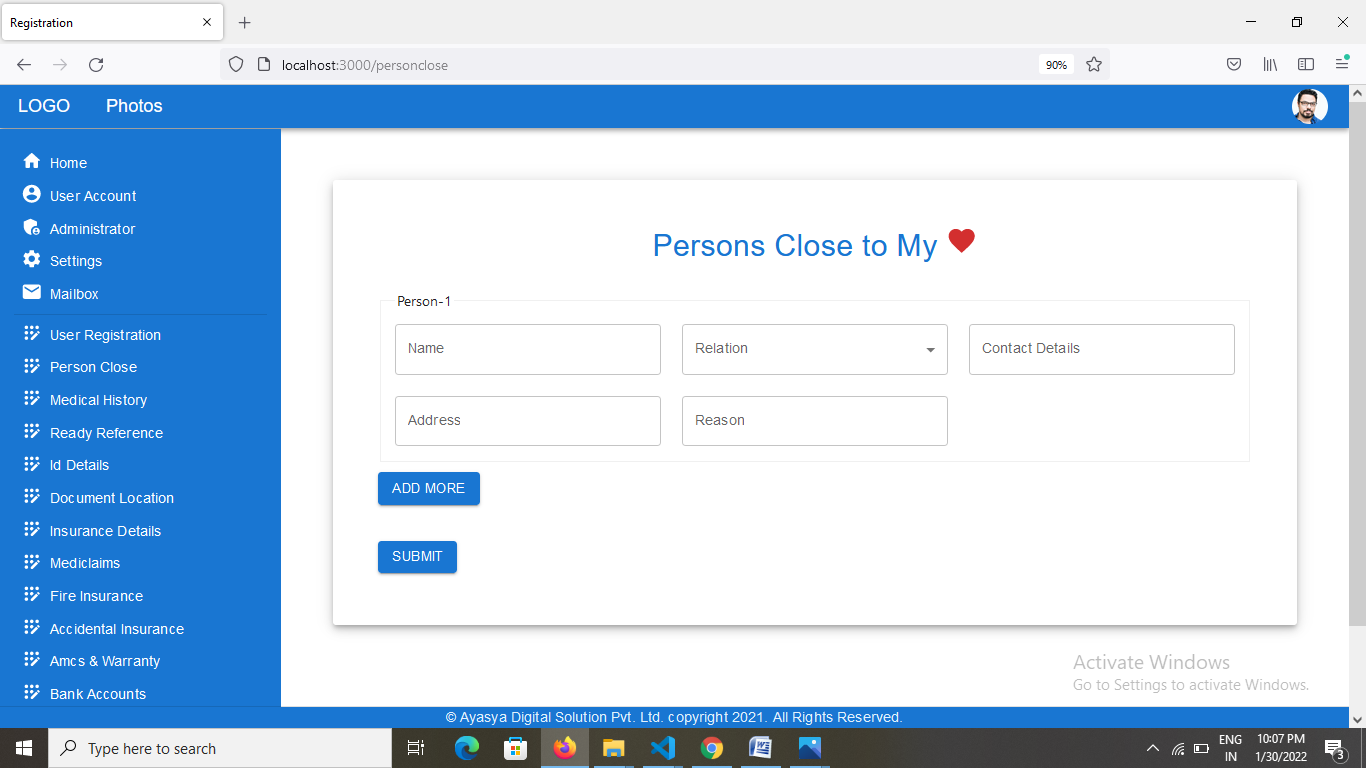 Registration
localhost:3000/personclose
90%
LOGO
Photos
Home
User Account
Administrator
Settings
Mailbox
User Registration
Person Close
Medical History
Ready Reference
Id Details
Document Location
Insurance Details
Mediclaims
Fire Insurance
Accidental Insurance
Amcs & Warranty
Bank Accounts
Persons Close to My
Person-1
Name
Relation
Contact Details
Address
Reason
ADD MORE
SUBMIT
Activate Windows
Go to Settings to activate Windows.
© Ayasya Digital Solution Pvt. Ltd. copyright 2021. All Rights Reserved.
Type here to search
ENG
IN
10:07 PM
1/30/2022
3